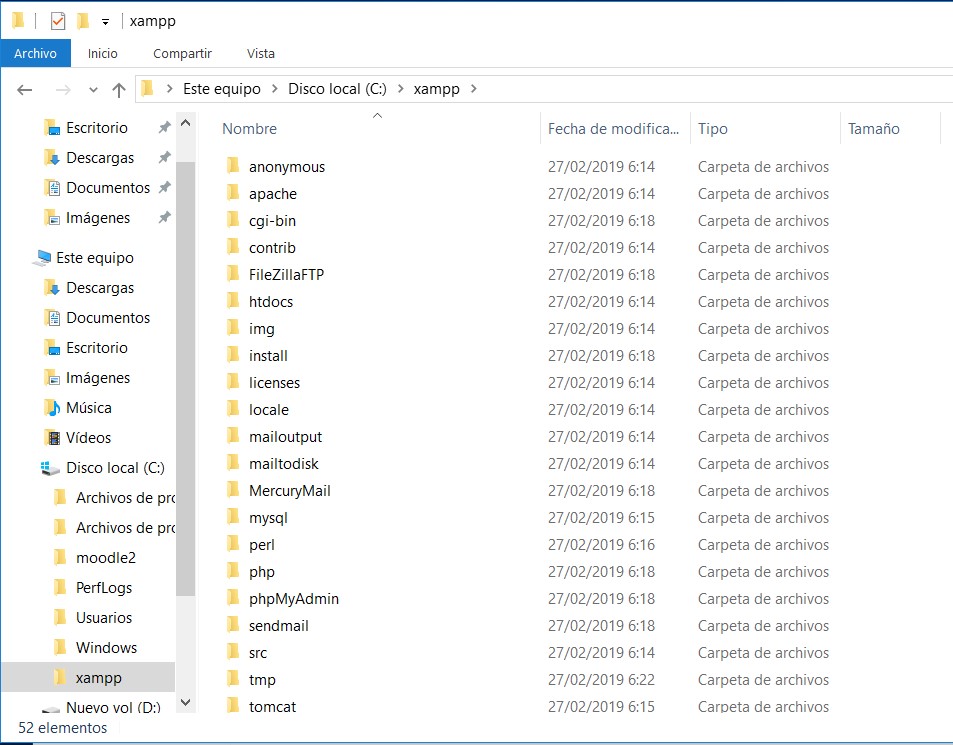 xampp
Archivo Inicio Compartir Vista
Este equipo Disco local (C:) xampp
Escritorio
Descargas
Documentos
Imágenes
Este equipo
Descargas
Documentos
Escritorio
Imágenes
Música
Vídeos
Disco local (C:)
Archivos de pro
Archivos de pro
moodle2
PerfLogs
Usuarios
Windows
xampp
Nuevo vol (D:)
Nombre Fecha de modifica... Tipo Tamaño
anonymous 27/02/2019 6:14 Carpeta de archivos
apache 27/02/2019 6:14 Carpeta de archivos
cgi-bin 27/02/2019 6:18 Carpeta de archivos
contrib 27/02/2019 6:14 Carpeta de archivos
FileZillaFTP 27/02/2019 6:18 Carpeta de archivos
htdocs 27/02/2019 6:14 Carpeta de archivos
img 27/02/2019 6:14 Carpeta de archivos
install 27/02/2019 6:18 Carpeta de archivos
licenses 27/02/2019 6:14 Carpeta de archivos
locale 27/02/2019 6:14 Carpeta de archivos
mailoutput 27/02/2019 6:14 Carpeta de archivos
mailtodisk 27/02/2019 6:14 Carpeta de archivos
MercuryMail 27/02/2019 6:18 Carpeta de archivos
mysql 27/02/2019 6:15 Carpeta de archivos
perl 27/02/2019 6:16 Carpeta de archivos
php 27/02/2019 6:18 Carpeta de archivos
phpMyAdmin 27/02/2019 6:18 Carpeta de archivos
sendmail 27/02/2019 6:18 Carpeta de archivos
src 27/02/2019 6:14 Carpeta de archivos
tmp 27/02/2019 6:22 Carpeta de archivos
tomcat 27/02/2019 6:15 Carpeta de archivos
52 elementos